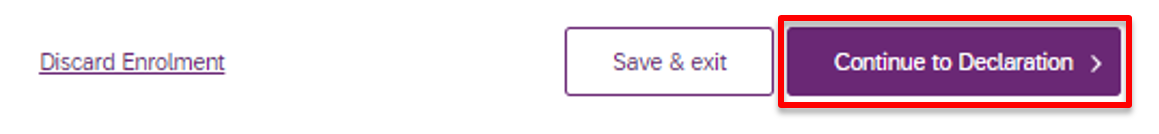 Discard Enrolment Save & exit Continue to Declaration >